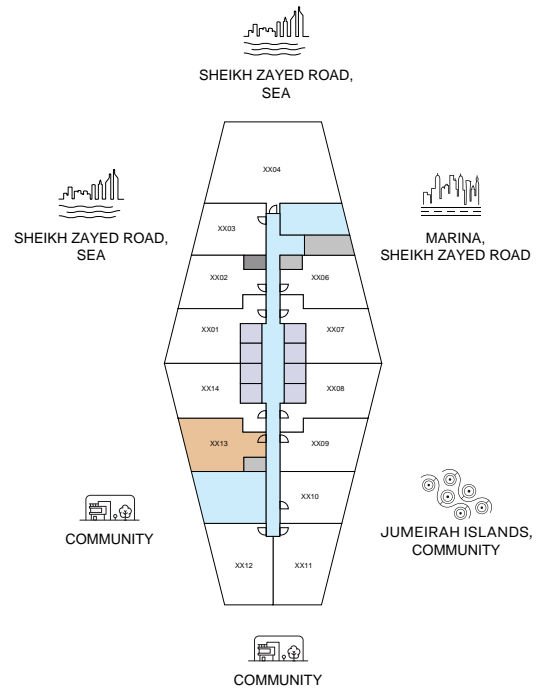 SHEIKH ZAYED ROAD,
SEA
XX04
SHEIKH ZAYED ROAD,
SEA
XX03
MARINA,
SHEIKH ZAYED ROAD
XX02
XX06
XX01
XX07
XX14
XX08
XX13
XX09
XX10
COMMUNITY
JUMEIRAH ISLANDS,
COMMUNITY
XX12
XX11
COMMUNITY